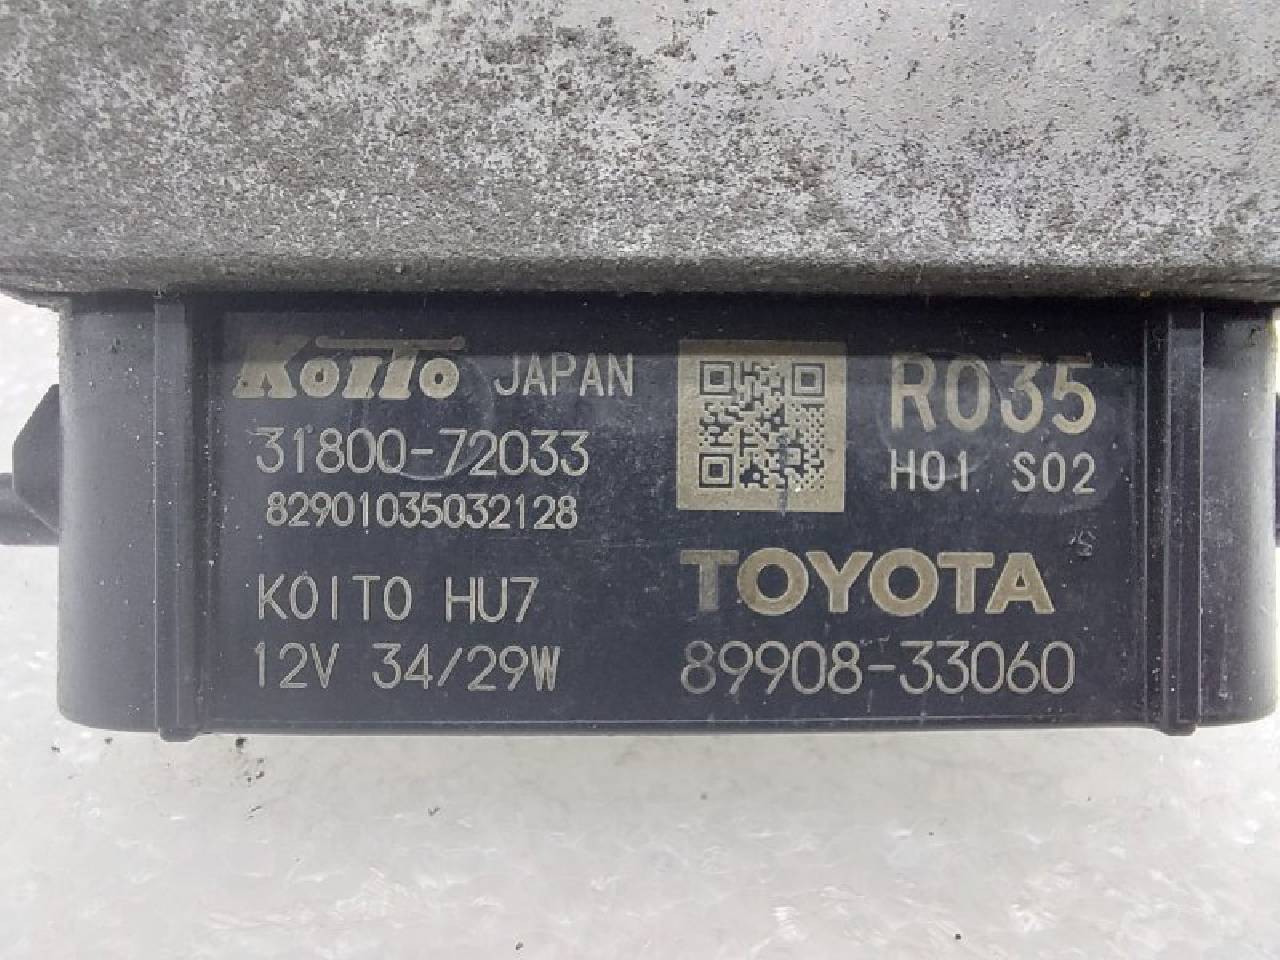 Koito JAPAN
31800-72033
82901035032128
KOITO HU7
12V 34/29W
R035
H01 S02
TOYOTA
89908-33060